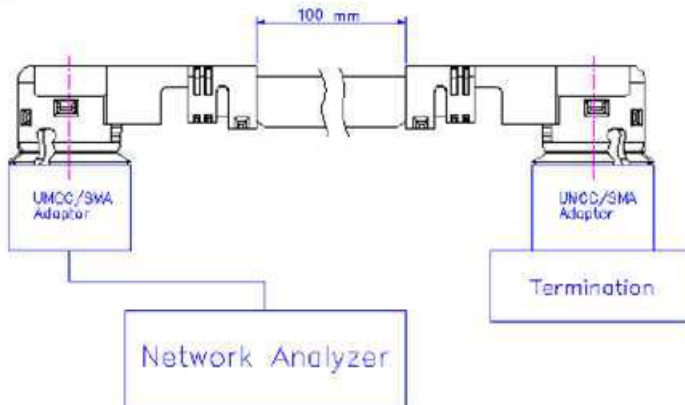 100 mm
UMCC/SMA
Adaptor
UMCC/SMA
Adaptor
Termination
Network Analyzer